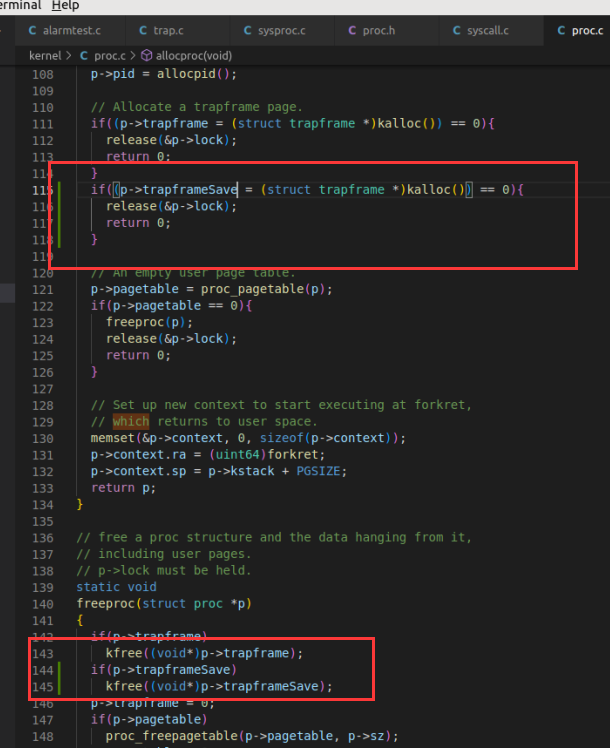 erminal Help
C alarmtest.c C trap.c C sysproc.c C proc.h C syscall.c C proc.c
kernel > C proc.c > allocproc(void)
108 p->pid = allocpid();
109
110 // Allocate a trapframe page.
111 if((p->trapframe = (struct trapframe *)kalloc()) == 0){
112 release(&p->lock);
113 return 0;
114 }
115 if((p->trapframeSave = (struct trapframe *)kalloc()) == 0){
116 release(&p->lock);
117 return 0;
118 }
119
120 // An empty user page table.
121 p->pagetable = proc_pagetable(p);
122 if(p->pagetable == 0){
123 freeproc(p);
124 release(&p->lock);
125 return 0;
126 }
127
128 // Set up new context to start executing at forkret,
129 // which returns to user space.
130 memset(&p->context, 0, sizeof(p->context));
131 p->context.ra = (uint64)forkret;
132 p->context.sp = p->kstack + PGSIZE;
133 return p;
134 }
135
136 // free a proc structure and the data hanging from it,
137 // including user pages.
138 // p->lock must be held.
139 static void
140 freeproc(struct proc *p)
141 {
142 if(p->trapframe)
143 kfree((void*)p->trapframe);
144 if(p->trapframeSave)
145 kfree((void*)p->trapframeSave);
146 p->trapframe = 0;
147 if(p->pagetable)
148 proc_freepagetable(p->pagetable, p->sz);